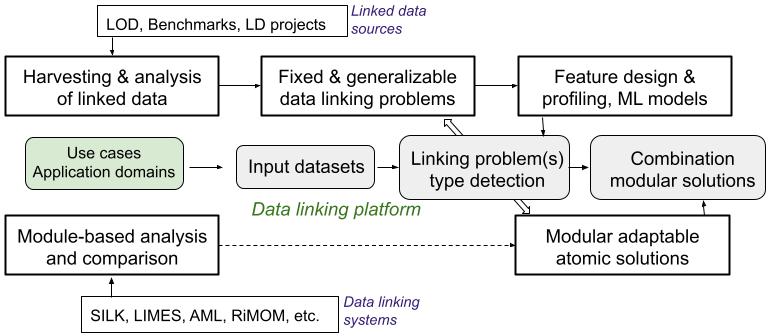 LOD, Benchmarks, LD projects
Linked data
sources
Harvesting & analysis
of linked data
Fixed & generalizable
data linking problems
Feature design &
profiling, ML models
Use cases
Application domains
Input datasets
Linking problem(s)
type detection
Combination
modular solutions
Data linking platform
Module-based analysis
and comparison
Modular adaptable
atomic solutions
SILK, LIMES, AML, RiMOM, etc.
Data linking
systems